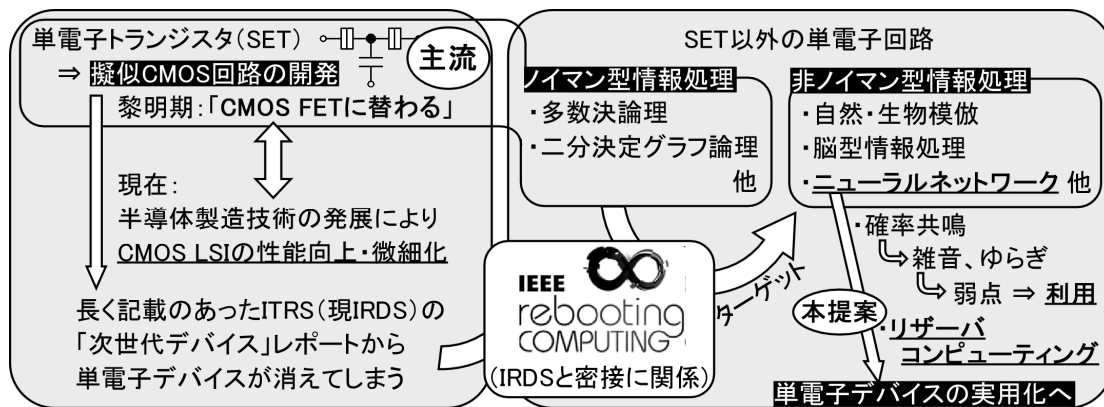 単電子トランジスタ(SET)
⇒ 擬似CMOS回路の開発
主流
黎明期:「CMOS FETに替わる」
現在:
半導体製造技術の発展により
CMOS LSIの性能向上・微細化
長く記載のあったITRS(現IRDS)の
「次世代デバイス」レポートから
単電子デバイスが消えてしまう
SET以外の単電子回路
ノイマン型情報処理
・多数決論理
・二分決定グラフ論理
他
非ノイマン型情報処理
・自然・生物模倣
・脳型情報処理
・ニューラルネットワーク 他
IEEE
rebooting
COMPUTING
(IRDSと密接に関係)
ターゲット
・確率共鳴
雑音、ゆらぎ
弱点 ⇒ 利用
本提案
・リザーバ
コンピューティング
単電子デバイスの実用化へ